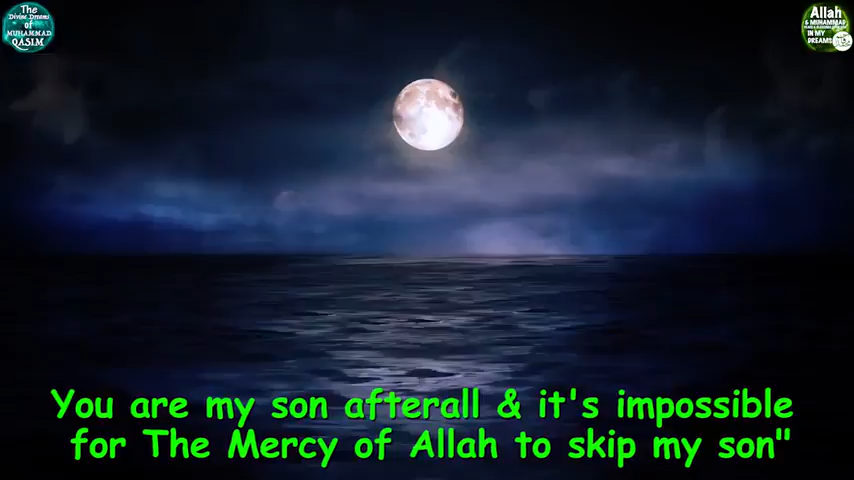 The
Divine Dreams
of
MUHAMMAD
QASIM
Allah
& MUHAMMAD
IN MY
DREAMS
You are my son afterall & it's impossible
for The Mercy of Allah to skip my son"